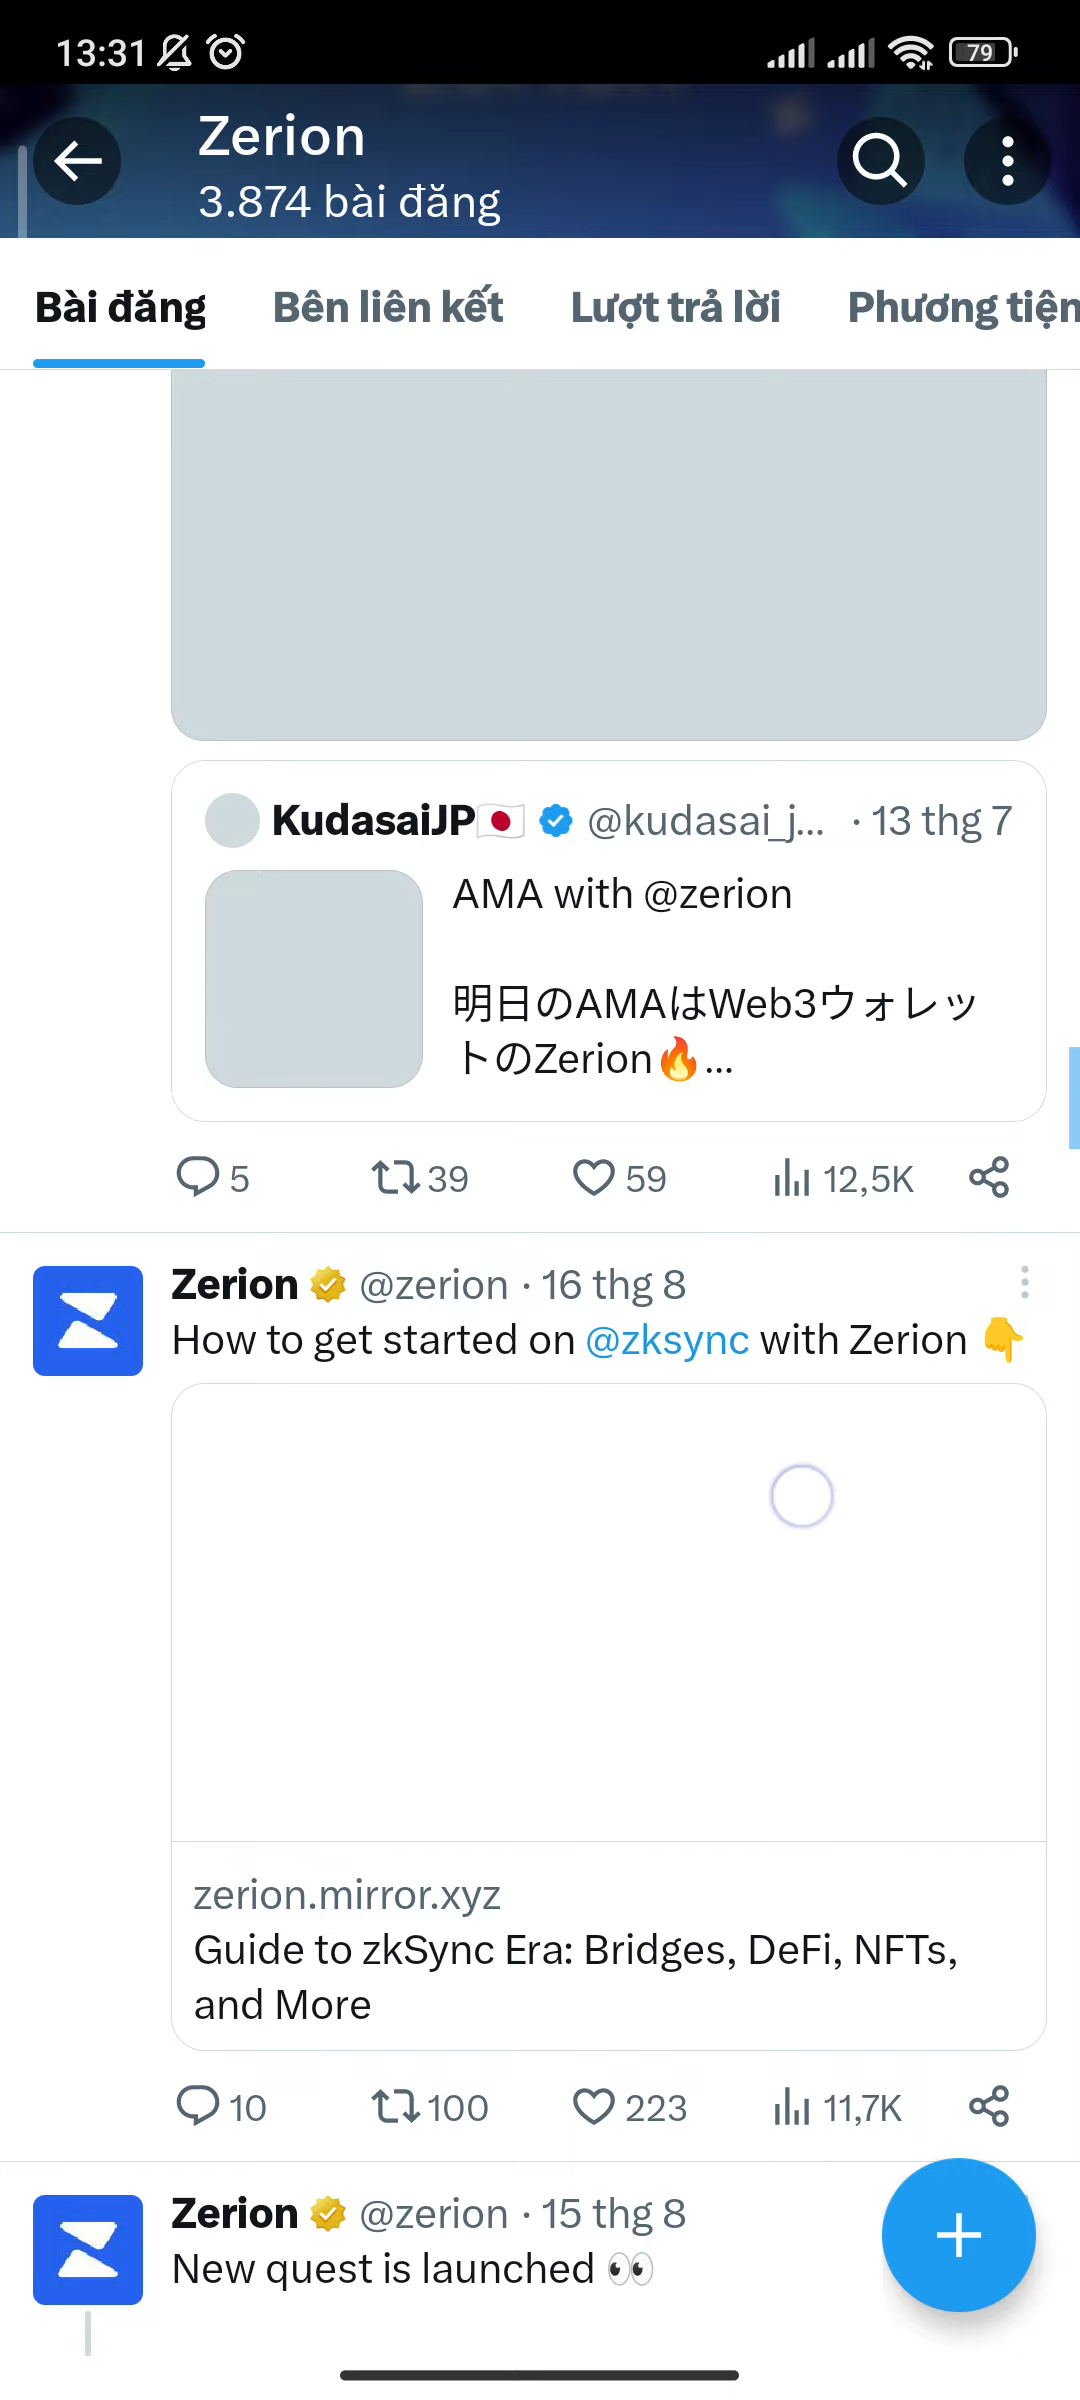 13:31
79
Zerion
3.874 bài đăng
Bài đăng
Bên liên kết
Lượt trả lời
Phương tiện
KudasaiJP🇯🇵 @kudasai_j... · 13 thg 7
AMA with @zerion
明日のAMAはWeb3ウォレッ
トのZerion🔥...
5
39
59
12,5K
Zerion @zerion · 16 thg 8
How to get started on @zksync with Zerion 👇
zerion.mirror.xyz
Guide to zkSync Era: Bridges, DeFi, NFTs,
and More
10
100
223
11,7K
Zerion @zerion · 15 thg 8
New quest is launched 👀